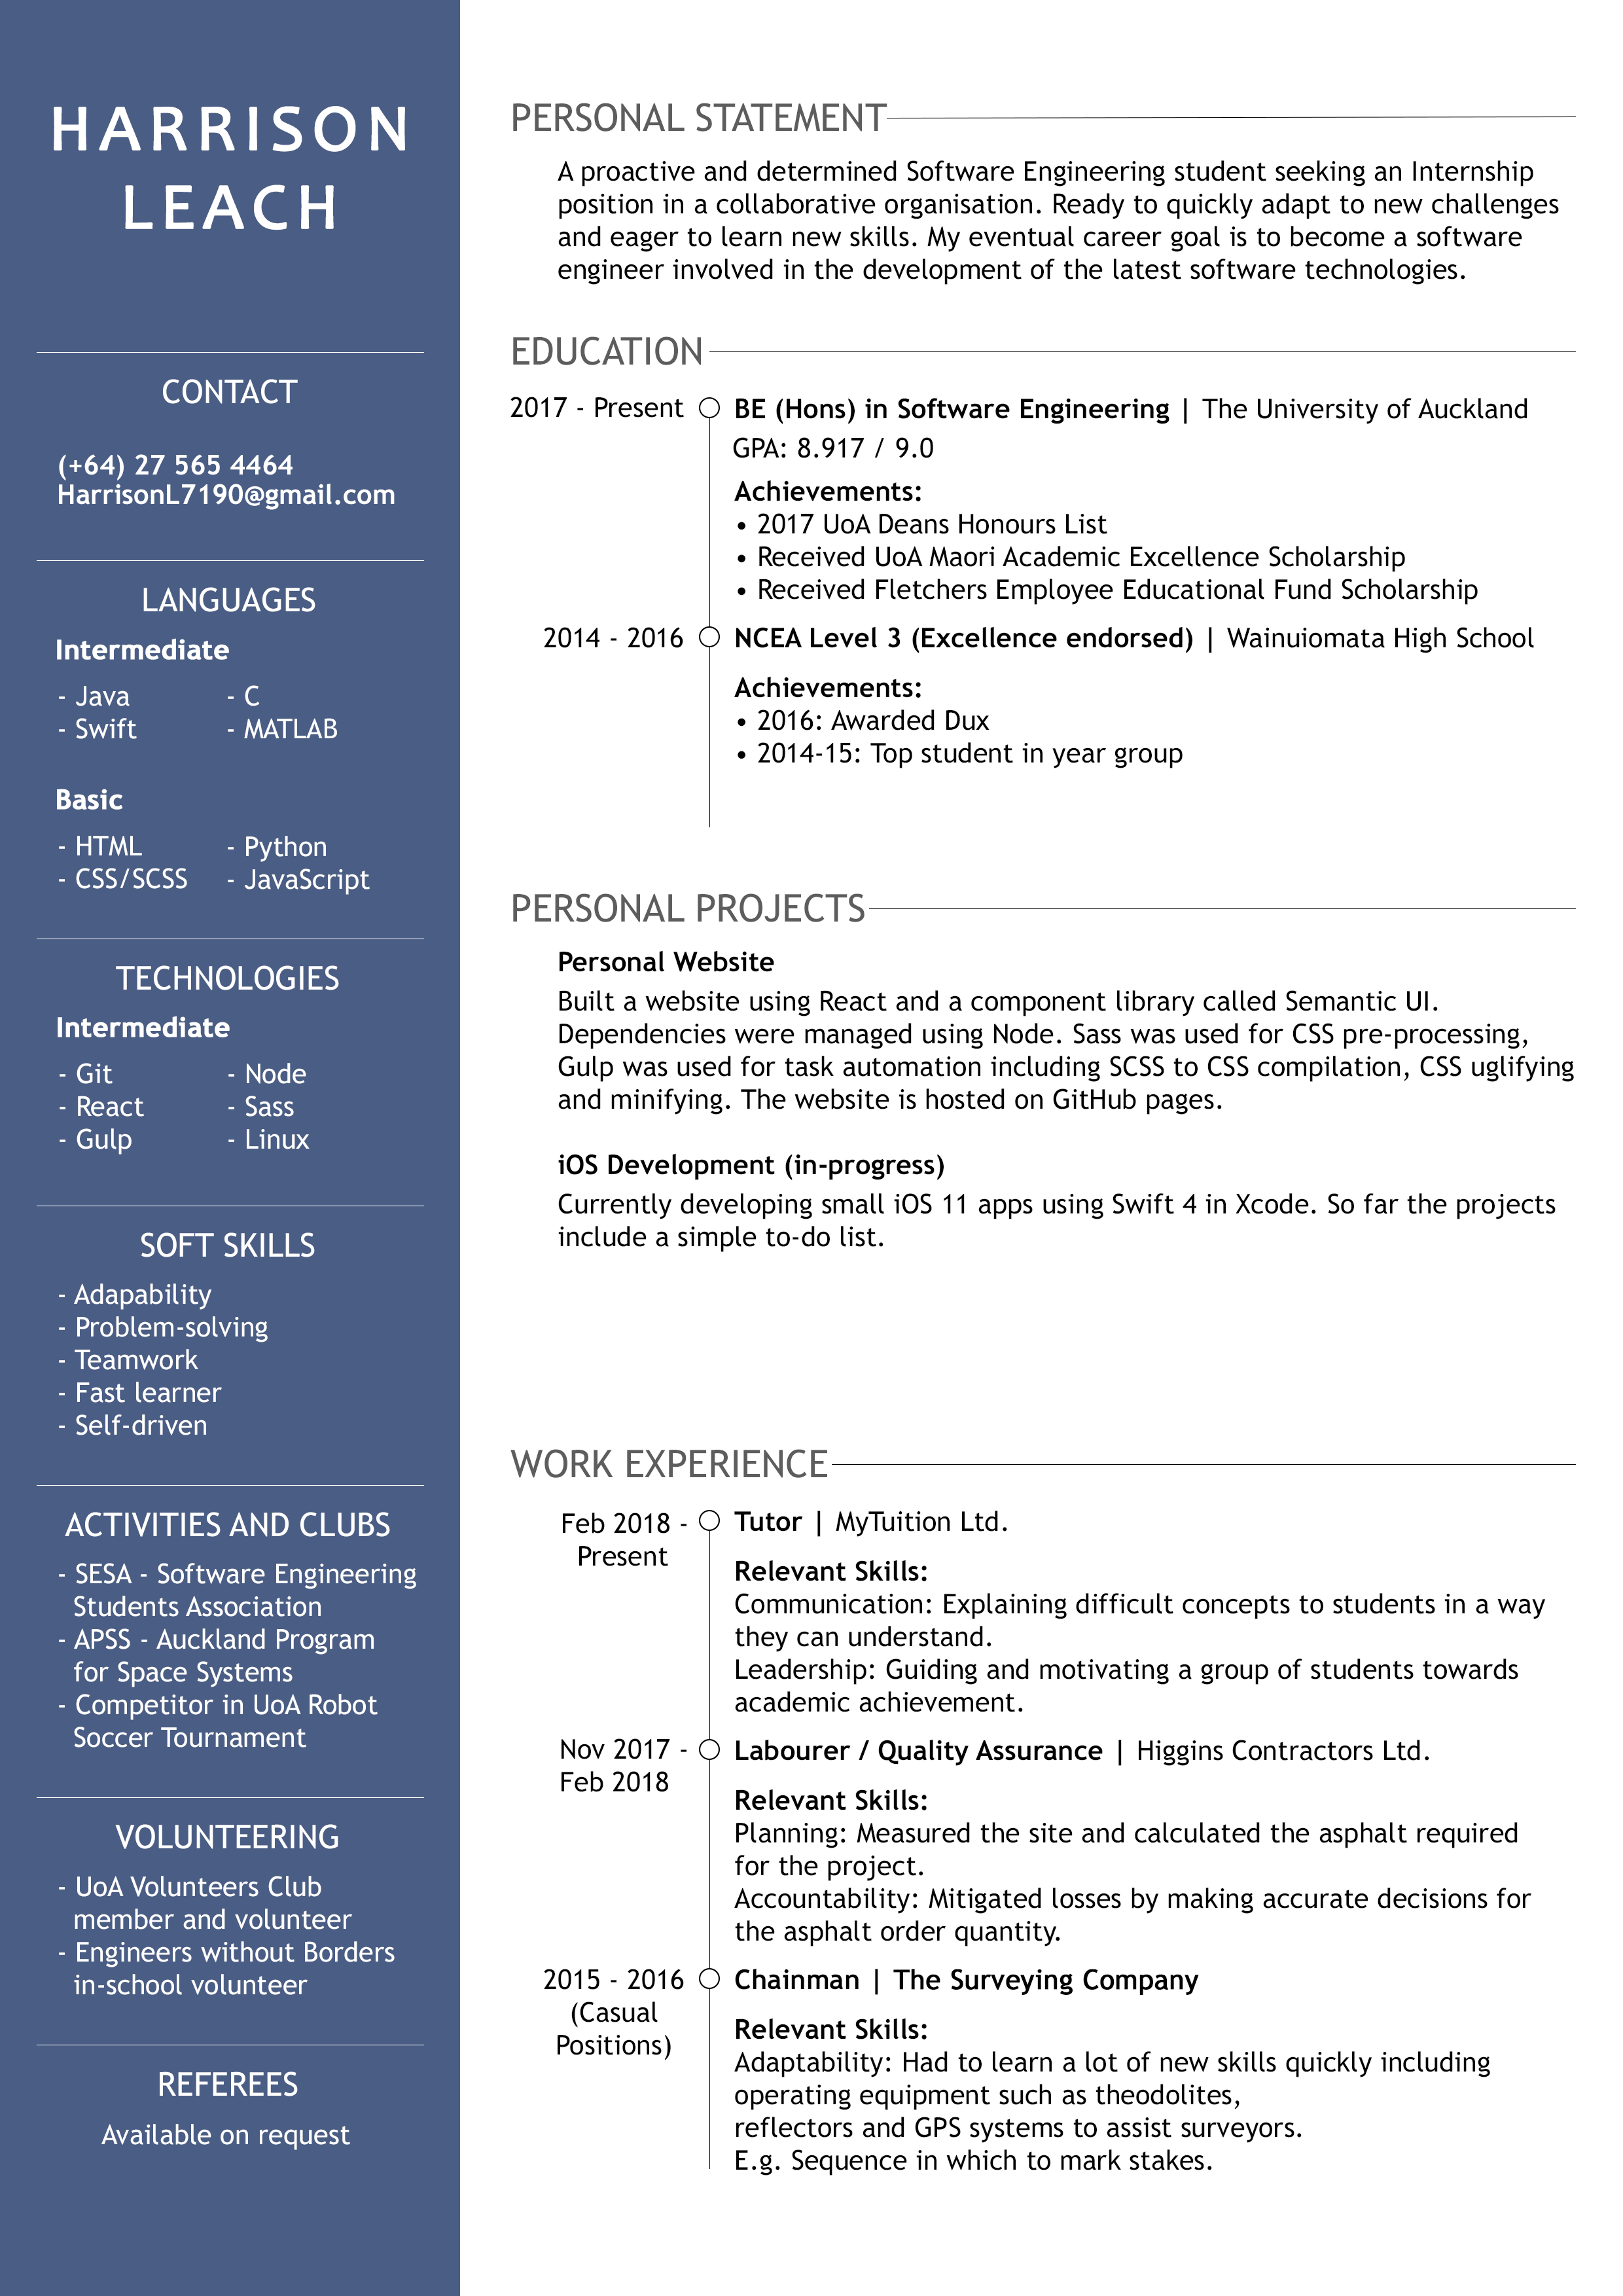 HARRISON
LEACH
CONTACT
(+64) 27 565 4464
HarrisonL7190@gmail.com
LANGUAGES
Intermediate
- Java - C
- Swift - MATLAB
Basic
- HTML - Python
- CSS/SCSS - JavaScript
TECHNOLOGIES
Intermediate
- Git - Node
- React - Sass
- Gulp - Linux
SOFT SKILLS
- Adapability
- Problem-solving
- Teamwork
- Fast learner
- Self-driven
ACTIVITIES AND CLUBS
- SESA - Software Engineering
Students Association
- APSS - Auckland Program
for Space Systems
- Competitor in UoA Robot
Soccer Tournament
VOLUNTEERING
- UoA Volunteers Club
member and volunteer
- Engineers without Borders
in-school volunteer
REFEREES
Available on request
PERSONAL STATEMENT
A proactive and determined Software Engineering student seeking an Internship
position in a collaborative organisation. Ready to quickly adapt to new challenges
and eager to learn new skills. My eventual career goal is to become a software
engineer involved in the development of the latest software technologies.
EDUCATION
2017 - Present BE (Hons) in Software Engineering | The University of Auckland
GPA: 8.917 / 9.0
Achievements:
• 2017 UoA Deans Honours List
• Received UoA Maori Academic Excellence Scholarship
• Received Fletchers Employee Educational Fund Scholarship
2014 - 2016 NCEA Level 3 (Excellence endorsed) | Wainuiomata High School
Achievements:
• 2016: Awarded Dux
• 2014-15: Top student in year group
PERSONAL PROJECTS
Personal Website
Built a website using React and a component library called Semantic UI.
Dependencies were managed using Node. Sass was used for CSS pre-processing,
Gulp was used for task automation including SCSS to CSS compilation, CSS uglifying
and minifying. The website is hosted on GitHub pages.
iOS Development (in-progress)
Currently developing small iOS 11 apps using Swift 4 in Xcode. So far the projects
include a simple to-do list.
WORK EXPERIENCE
Feb 2018 - Tutor | MyTuition Ltd.
Present
Relevant Skills:
Communication: Explaining difficult concepts to students in a way
they can understand.
Leadership: Guiding and motivating a group of students towards
academic achievement.
Nov 2017 - Labourer / Quality Assurance | Higgins Contractors Ltd.
Feb 2018
Relevant Skills:
Planning: Measured the site and calculated the asphalt required
for the project.
Accountability: Mitigated losses by making accurate decisions for
the asphalt order quantity.
2015 - 2016 Chainman | The Surveying Company
(Casual
Positions)
Relevant Skills:
Adaptability: Had to learn a lot of new skills quickly including
operating equipment such as theodolites,
reflectors and GPS systems to assist surveyors.
E.g. Sequence in which to mark stakes.